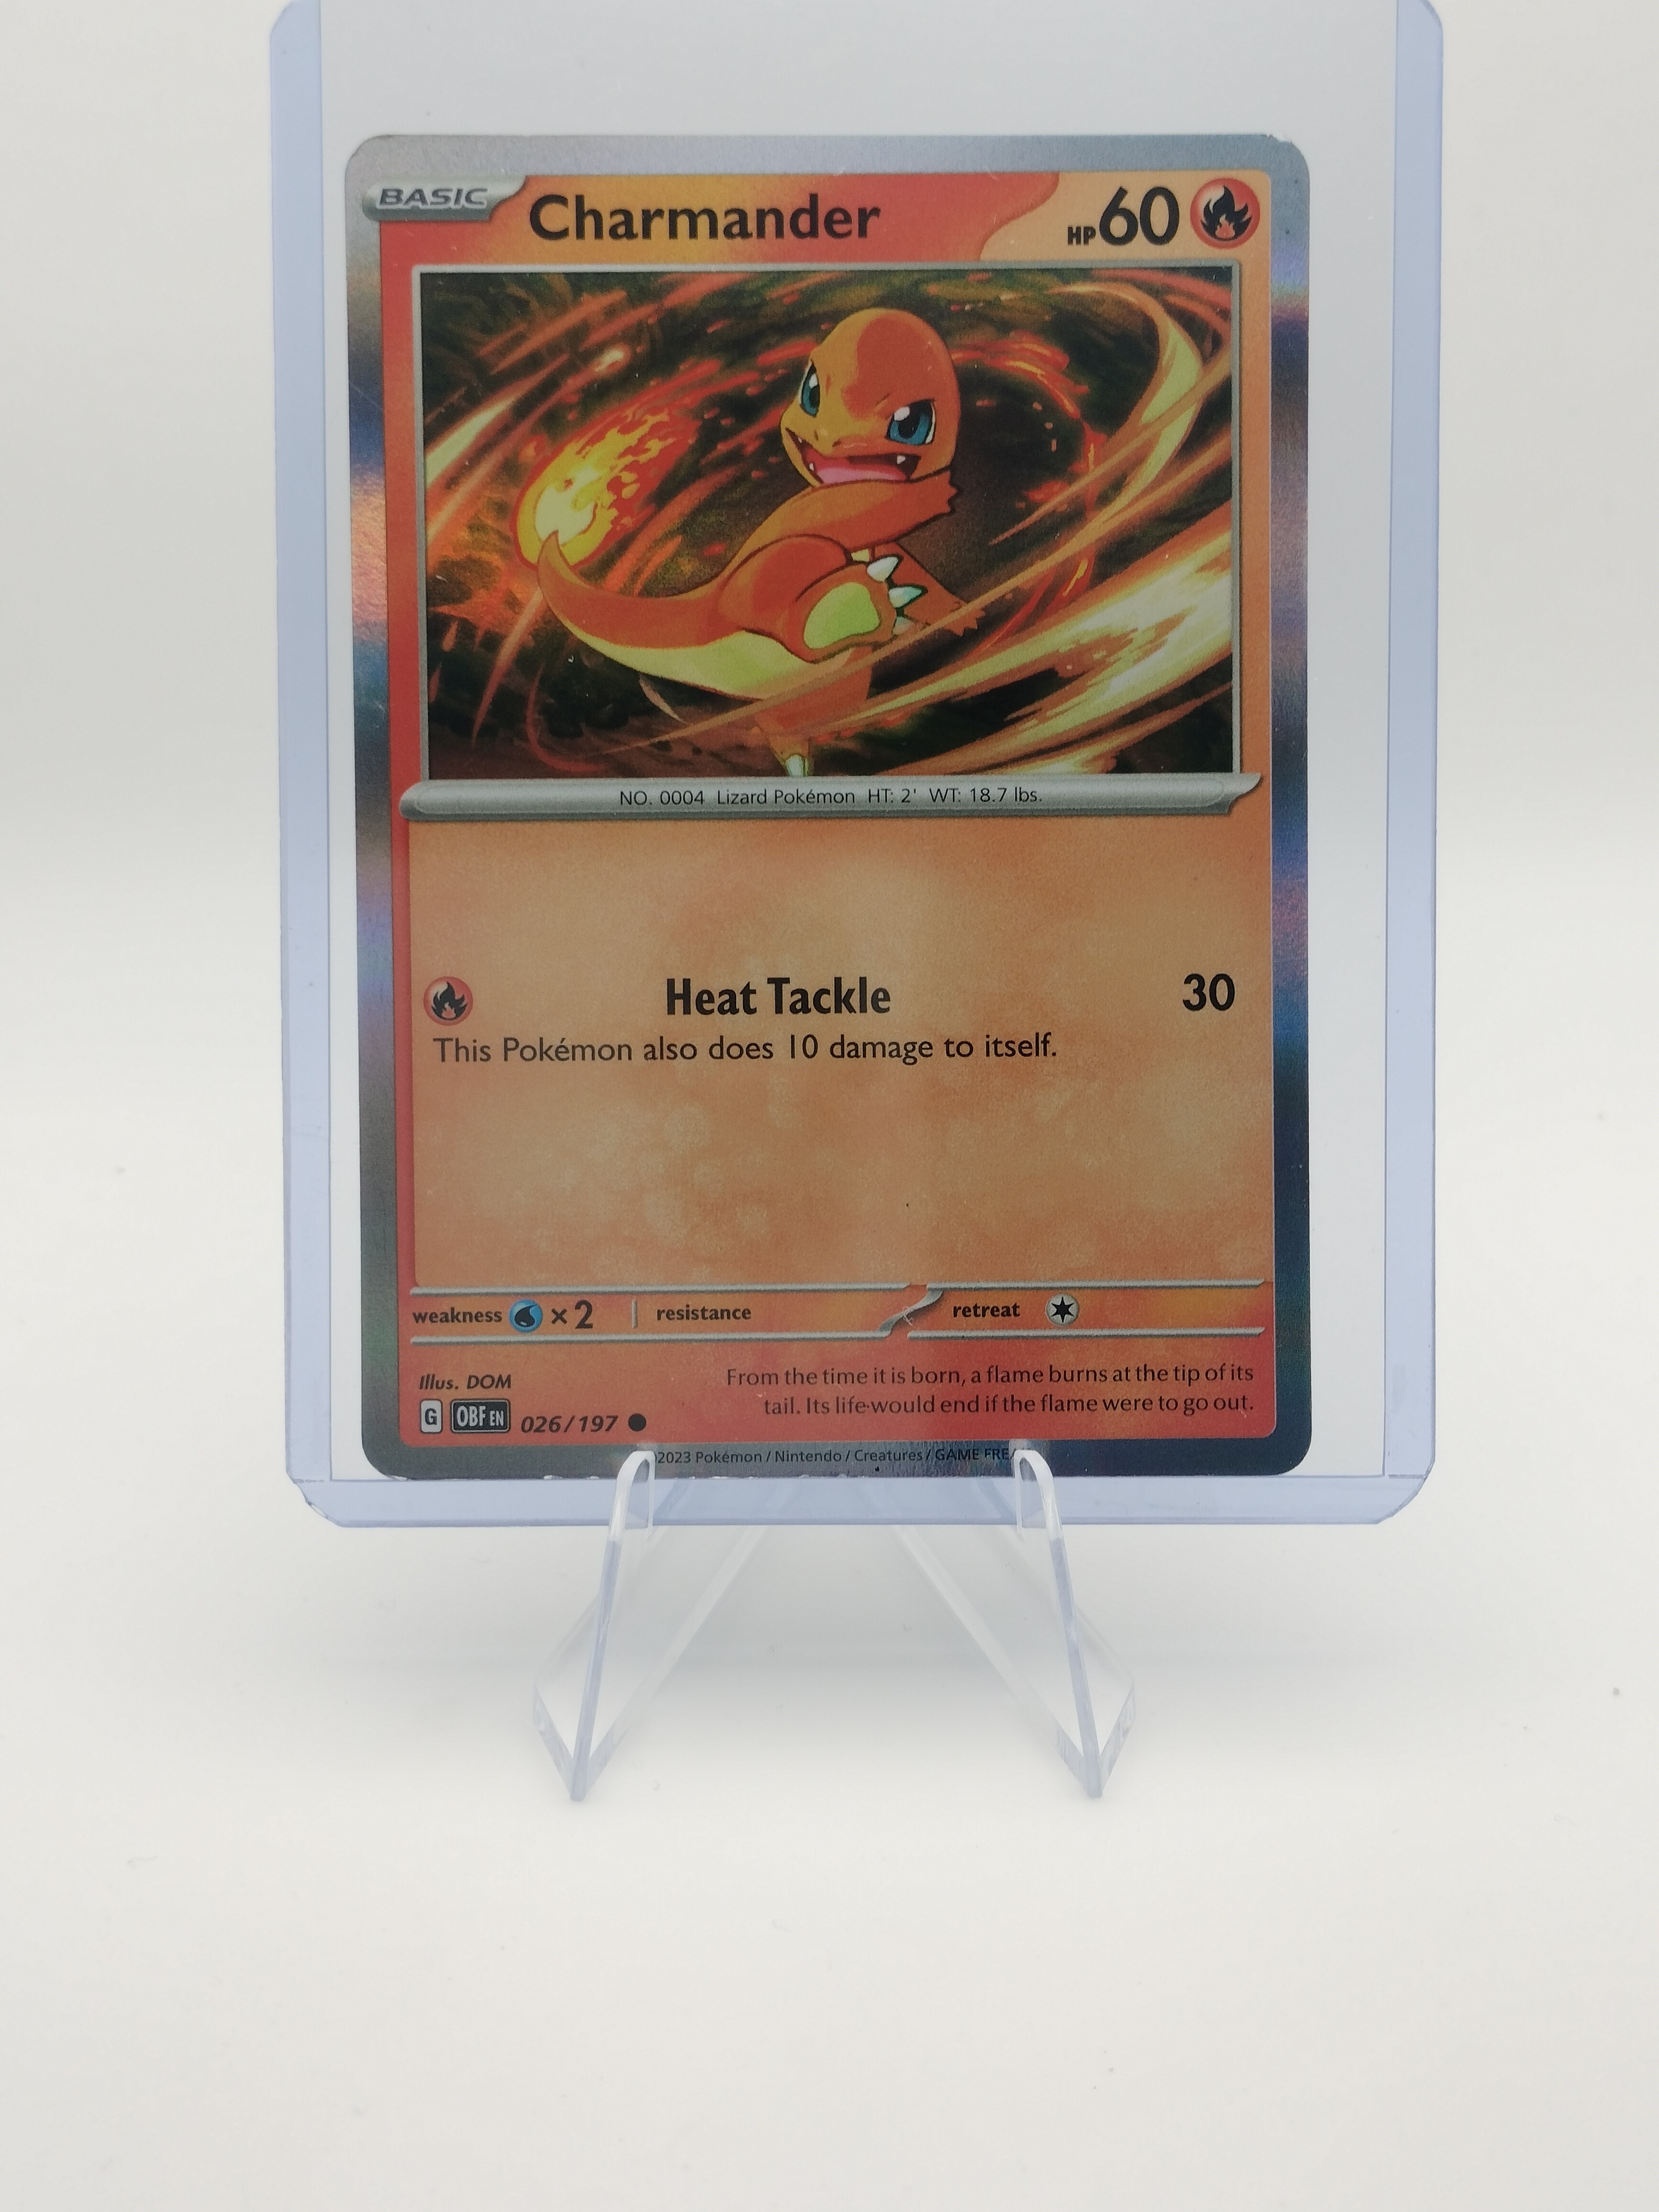 BASIC Charmander HP 60
NO. 0004 Lizard Pokémon HT: 2' WT: 18.7 lbs.
Heat Tackle 30
This Pokémon also does 10 damage to itself.
weakness ×2 resistance retreat
Illus. DOM
From the time it is born, a flame burns at the tip of its
tail. Its life would end if the flame were to go out.
G OBF EN 026/197
2023 Pokémon / Nintendo / Creatures / GAME FRE